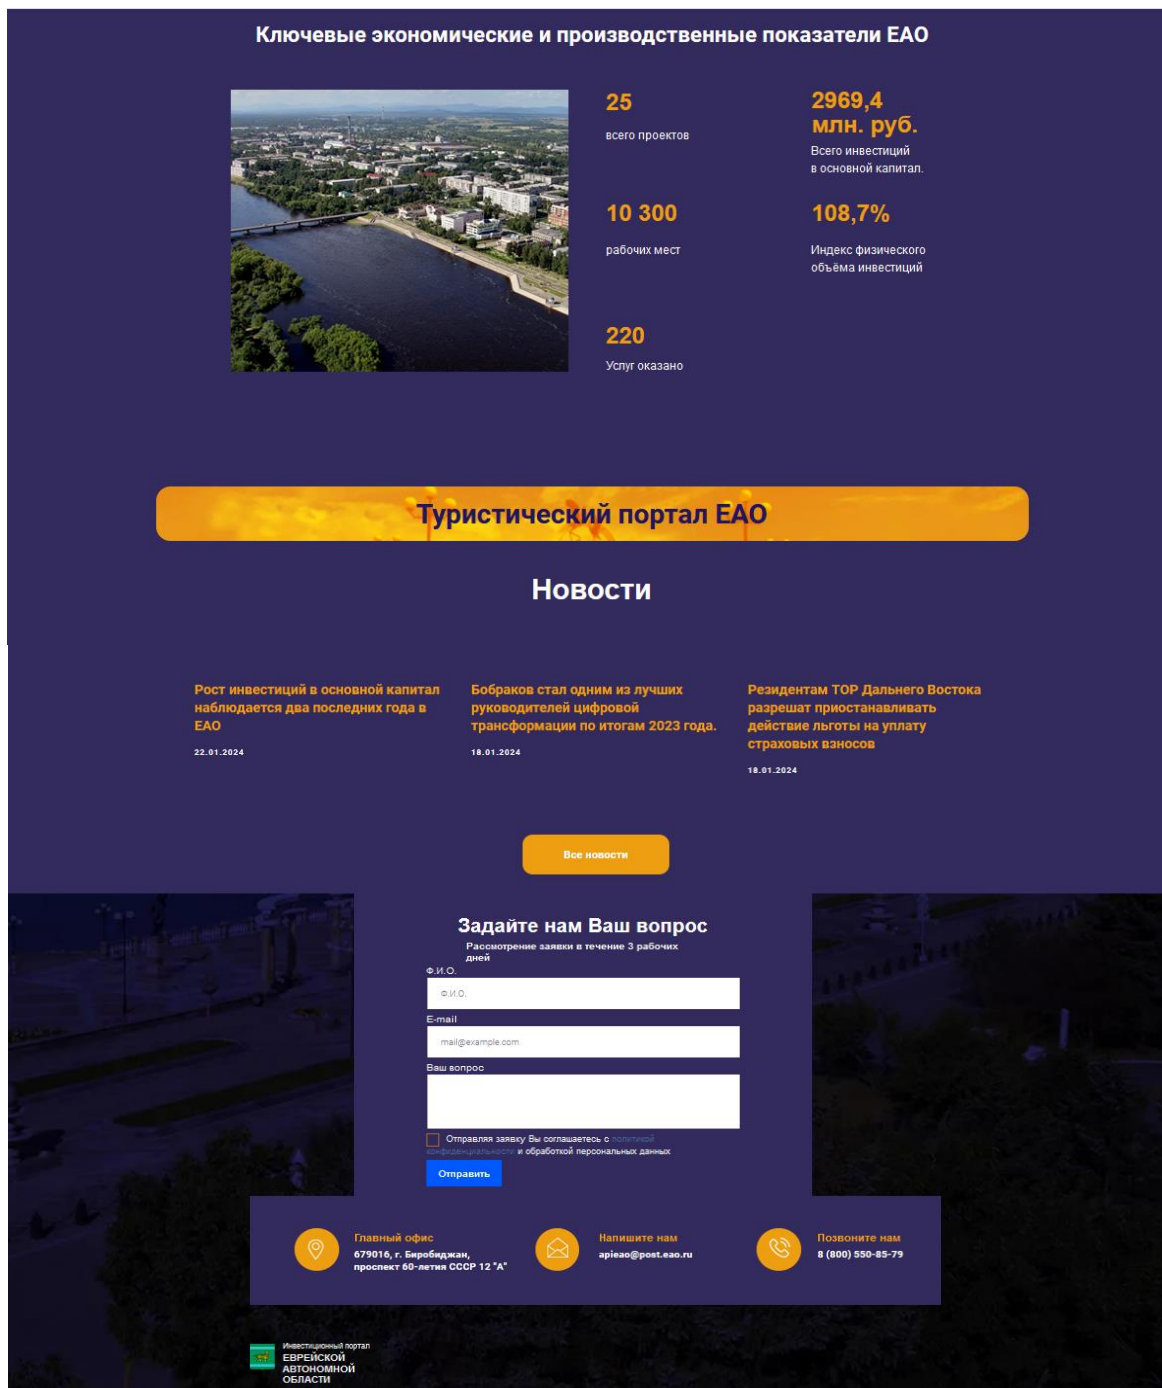 Ключевые экономические и производственные показатели ЕАО
25
всего проектов
2969,4
млн. руб.
Всего инвестиций
в основной капитал.
10 300
рабочих мест
108,7%
Индекс физического
объёма инвестиций
220
Услуг оказано
Туристический портал ЕАО
Новости
Рост инвестиций в основной капитал
наблюдается два последних года в
ЕАО
22.01.2024
Бобраков стал одним из лучших
руководителей цифровой
трансформации по итогам 2023 года.
18.01.2024
Резидентам ТОР Дальнего Востока
разрешат приостанавливать
действие льготы на уплату
страховых взносов
18.01.2024
Все новости
Задайте нам Ваш вопрос
Рассмотрение заявки в течение 3 рабочих
дней
Ф.И.О.
Ф.И.О.
E-mail
mail@example.com
Ваш вопрос
Отправляя заявку Вы соглашаетесь с политикой
конфиденциальности и обработкой персональных данных
Отправить
Главный офис
679016, г. Биробиджан,
проспект 60-летия СССР 12 "А"
Напишите нам
apieao@post.eao.ru
Позвоните нам
8 (800) 550-85-79
Инвестиционный портал
ЕВРЕЙСКОЙ
АВТОНОМНОЙ
ОБЛАСТИ